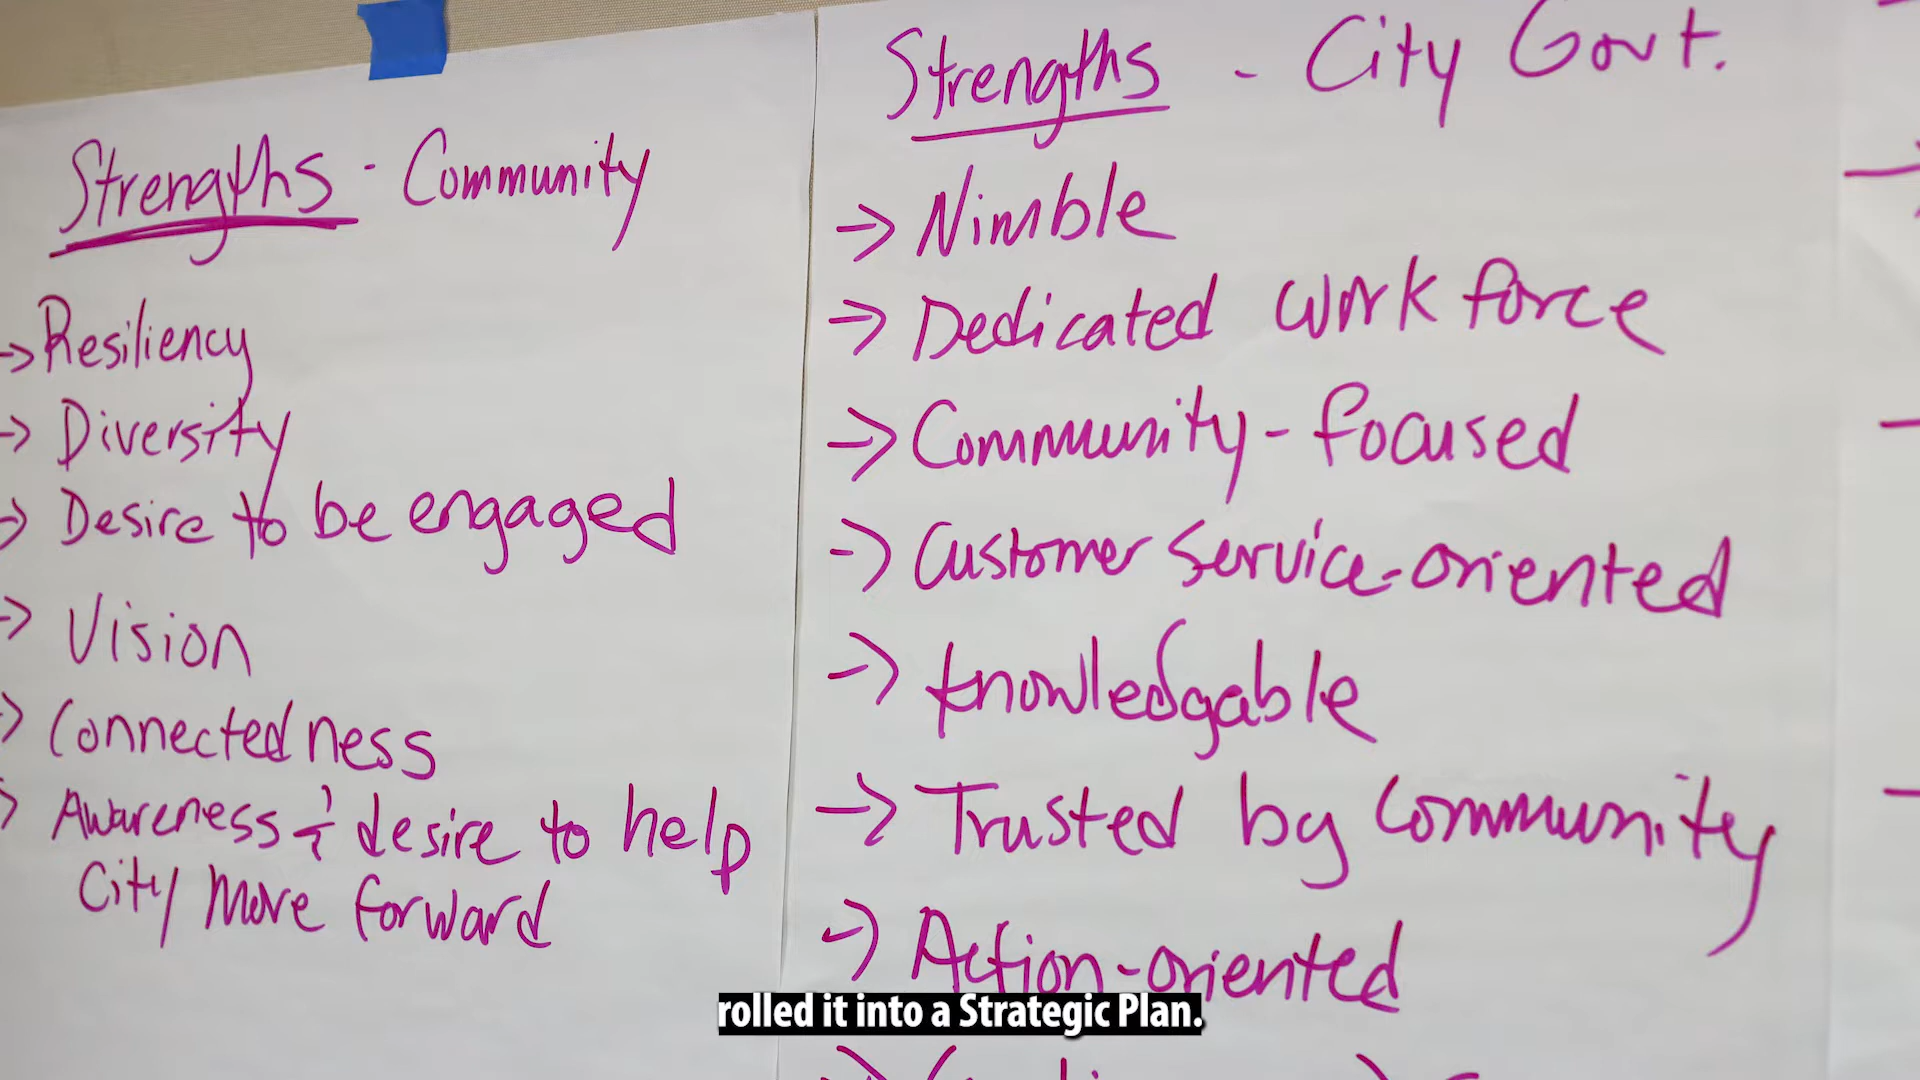 Strengths - Community
→ Resiliency
→ Diversity
→ Desire to be engaged
→ Vision
→ Connectedness
→ Awareness & desire to help
City move forward
Strengths - City Govt.
→ Nimble
→ Dedicated workforce
→ Community-focused
→ Customer service-oriented
→ knowledgable
→ Trusted by community
→ Action-oriented
rolled it into a Strategic Plan.